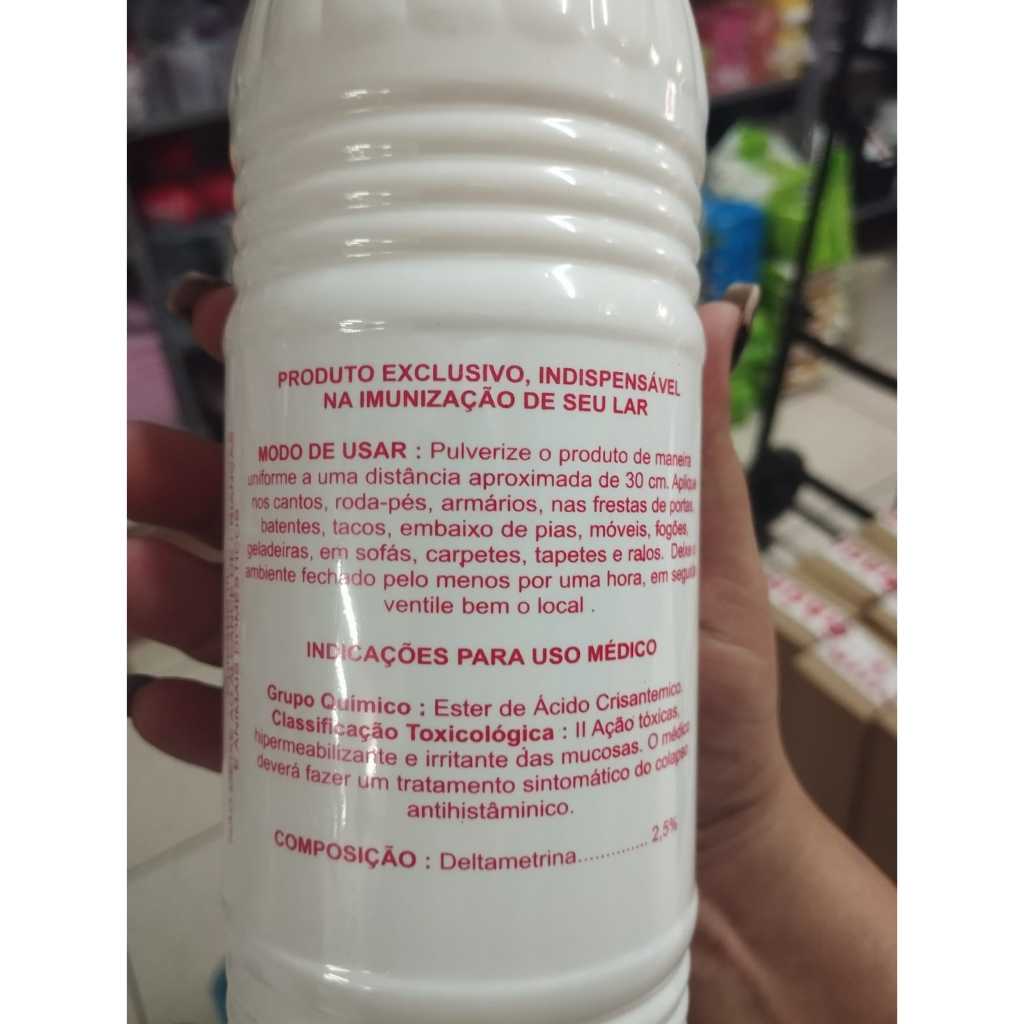 PRODUTO EXCLUSIVO, INDISPENSÁVEL
NA IMUNIZAÇÃO DE SEU LAR
MODO DE USAR : Pulverize o produto de maneira
uniforme a uma distância aproximada de 30 cm. Aplique
nos cantos, roda-pés, armários, nas frestas de portas,
batentes, tacos, embaixo de pias, móveis, fogões,
geladeiras, em sofás, carpetes, tapetes e ralos. Deixe o
ambiente fechado pelo menos por uma hora, em seguida
ventile bem o local .
INDICAÇÕES PARA USO MÉDICO
Grupo Químico : Ester de Ácido Crisantemico.
Classificação Toxicológica : II Ação tóxicas,
hipermeabilizante e irritante das mucosas. O médico
deverá fazer um tratamento sintomático do colapso
antihistâminico.
COMPOSIÇÃO : Deltametrina.............. 2,5%
E ANIMAIS DOMÉSTICOS